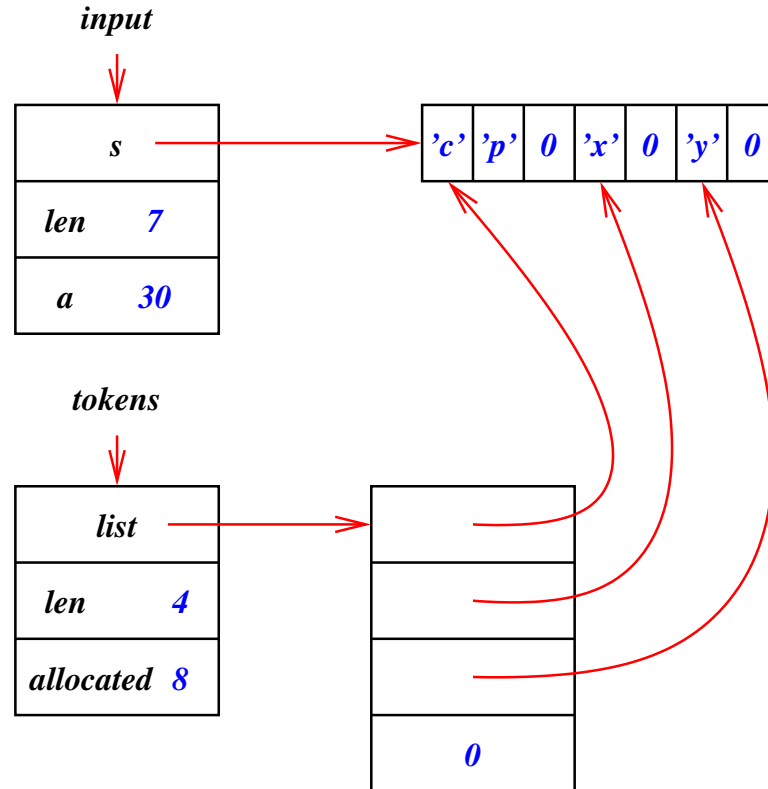 input
s
'c' 'p' 0 'x' 0 'y' 0
len 7
a 30
tokens
list
len 4
allocated 8
0